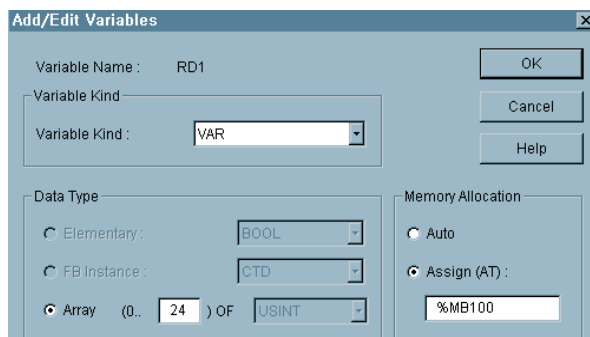 Add/Edit Variables
Variable Name : RD1
OK
Variable Kind
Cancel
Variable Kind : VAR
Help
Data Type
Memory Allocation
Elementary : BOOL
Auto
FB Instance : CTD
Assign (AT) :
Array (0.. 24 ) OF USINT
%MB100